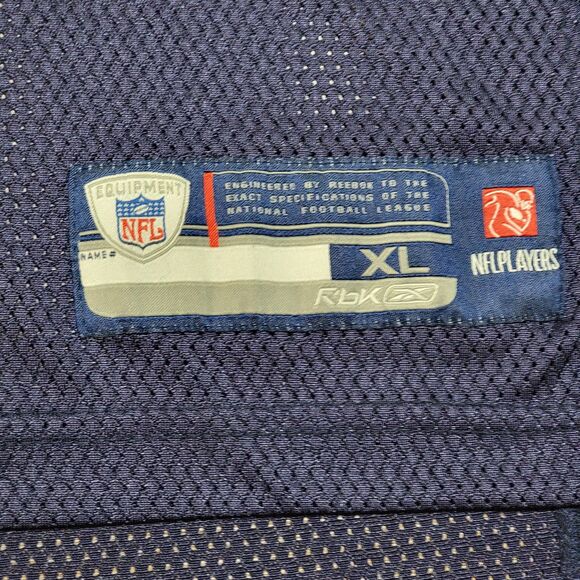 EQUIPMENT
NFL
NAME#
ENGINEERED BY REEBOK TO THE
EXACT SPECIFICATIONS OF THE
NATIONAL FOOTBALL LEAGUE
XL
RbK
NFLPLAYERS